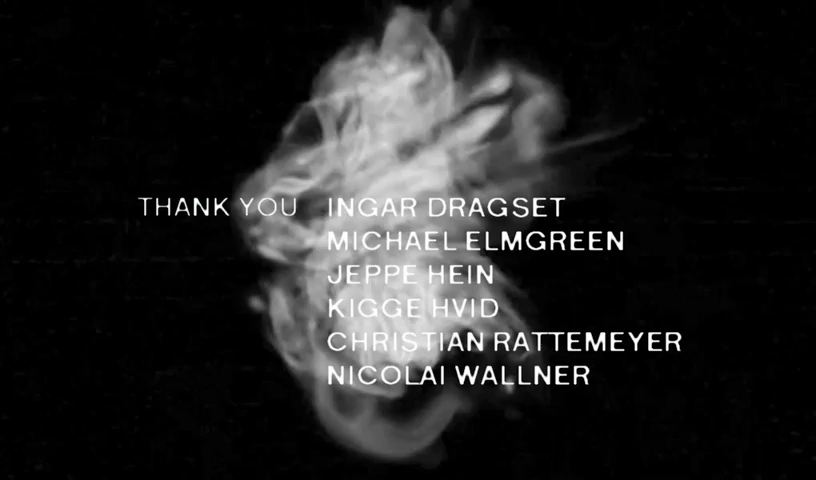 THANK YOU INGAR DRAGSET
MICHAEL ELMGREEN
JEPPE HEIN
KIGGE HVID
CHRISTIAN RATTEMEYER
NICOLAI WALLNER